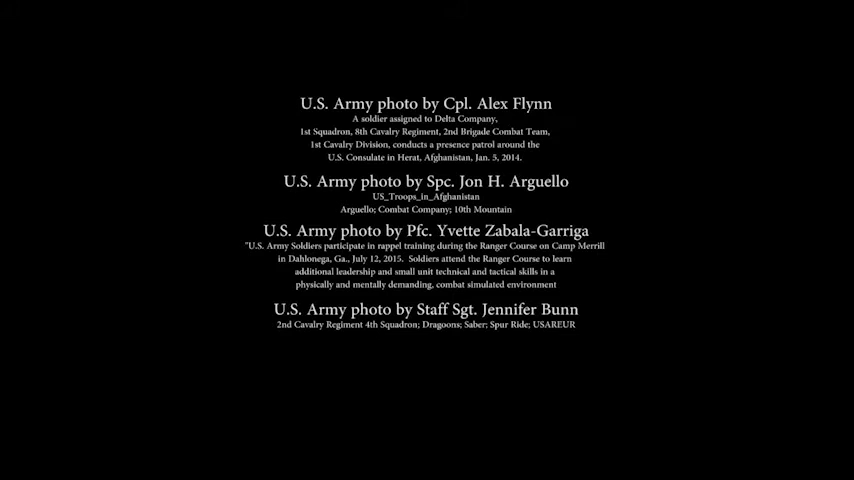 U.S. Army photo by Cpl. Alex Flynn
A soldier assigned to Delta Company,
1st Squadron, 8th Cavalry Regiment, 2nd Brigade Combat Team,
1st Cavalry Division, conducts a presence patrol around the
U.S. Consulate in Herat, Afghanistan, Jan. 5, 2014.
U.S. Army photo by Spc. Jon H. Arguello
US_Troops_in_Afghanistan
Arguello; Combat Company; 10th Mountain
U.S. Army photo by Pfc. Yvette Zabala-Garriga
"U.S. Army Soldiers participate in rappel training during the Ranger Course on Camp Merrill
in Dahlonega, Ga., July 12, 2015. Soldiers attend the Ranger Course to learn
additional leadership and small unit technical and tactical skills in a
physically and mentally demanding, combat simulated environment
U.S. Army photo by Staff Sgt. Jennifer Bunn
2nd Cavalry Regiment 4th Squadron; Dragoons; Saber; Spur Ride; USAREUR